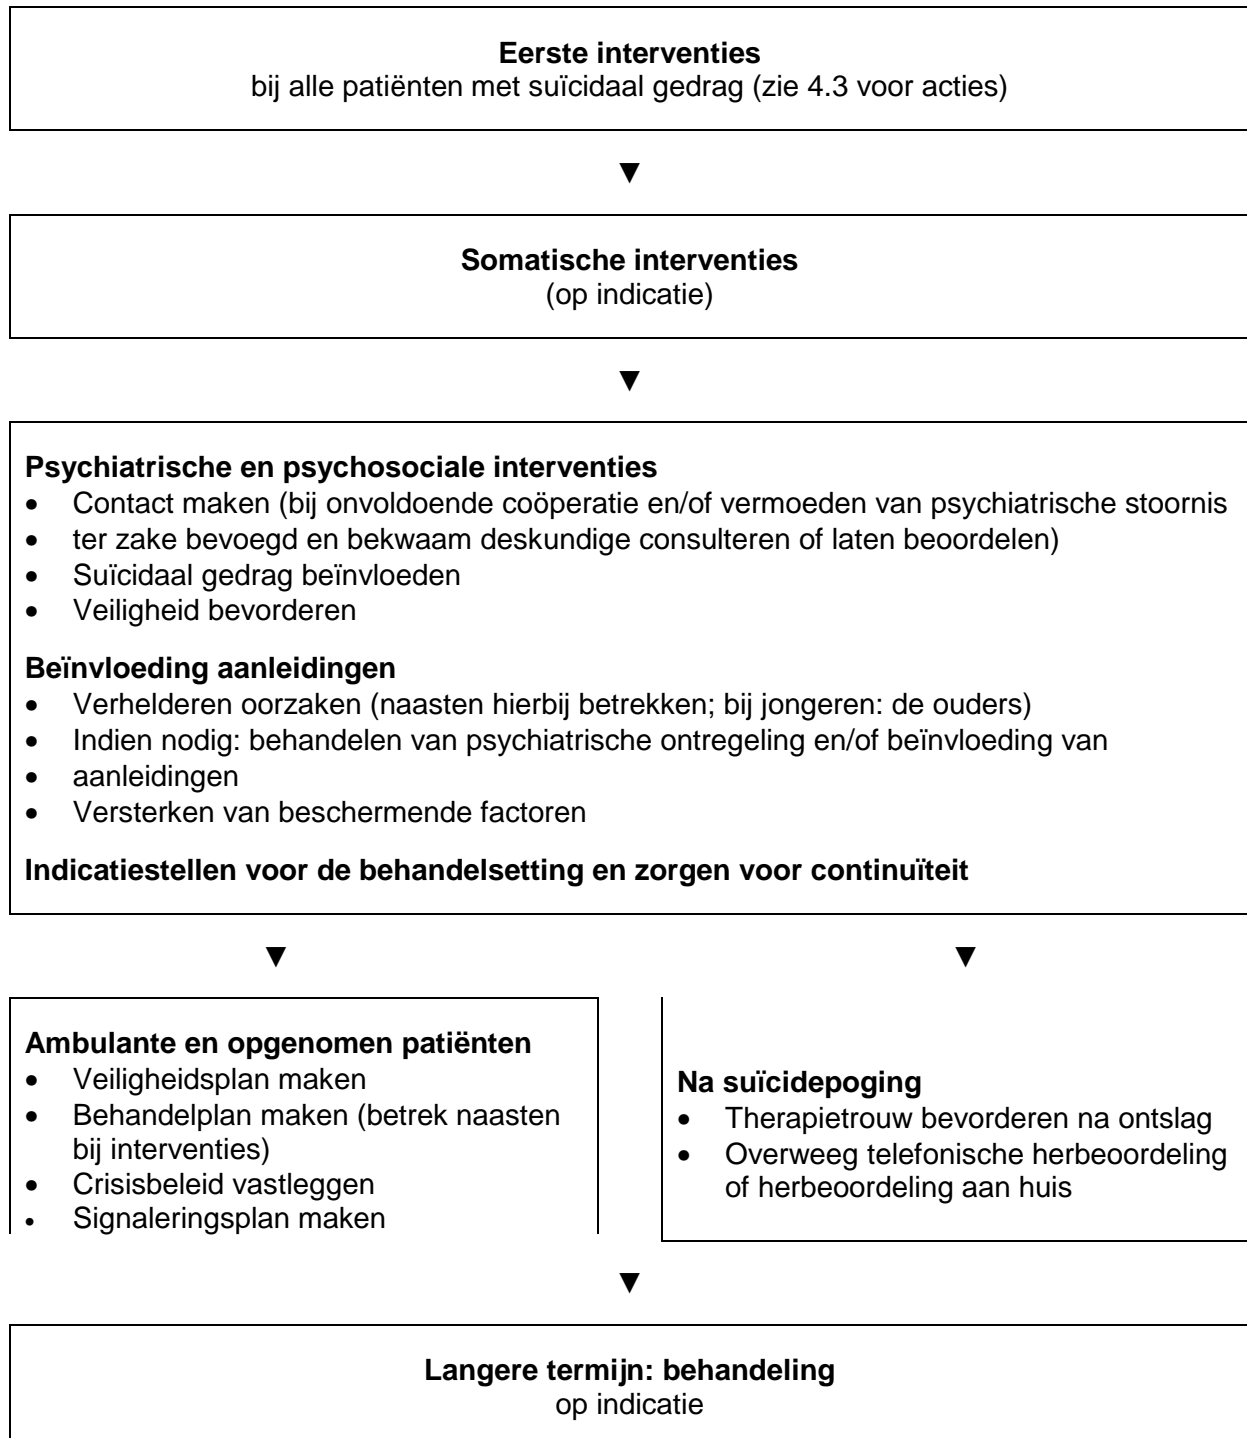 Eerste interventies
bij alle patiënten met suïcidaal gedrag (zie 4.3 voor acties)
▼
Somatische interventies
(op indicatie)
▼
Psychiatrische en psychosociale interventies
• Contact maken (bij onvoldoende coöperatie en/of vermoeden van psychiatrische stoornis
• ter zake bevoegd en bekwaam deskundige consulteren of laten beoordelen)
• Suïcidaal gedrag beïnvloeden
• Veiligheid bevorderen
Beïnvloeding aanleidingen
• Verhelderen oorzaken (naasten hierbij betrekken; bij jongeren: de ouders)
• Indien nodig: behandelen van psychiatrische ontregeling en/of beïnvloeding van
• aanleidingen
• Versterken van beschermende factoren
Indicatiestellen voor de behandelsetting en zorgen voor continuïteit
▼ ▼
Ambulante en opgenomen patiënten
• Veiligheidsplan maken
• Behandelplan maken (betrek naasten
bij interventies)
• Crisisbeleid vastleggen
• Signaleringsplan maken
Na suïcidepoging
• Therapietrouw bevorderen na ontslag
• Overweeg telefonische herbeoordeling
of herbeoordeling aan huis
▼
Langere termijn: behandeling
op indicatie